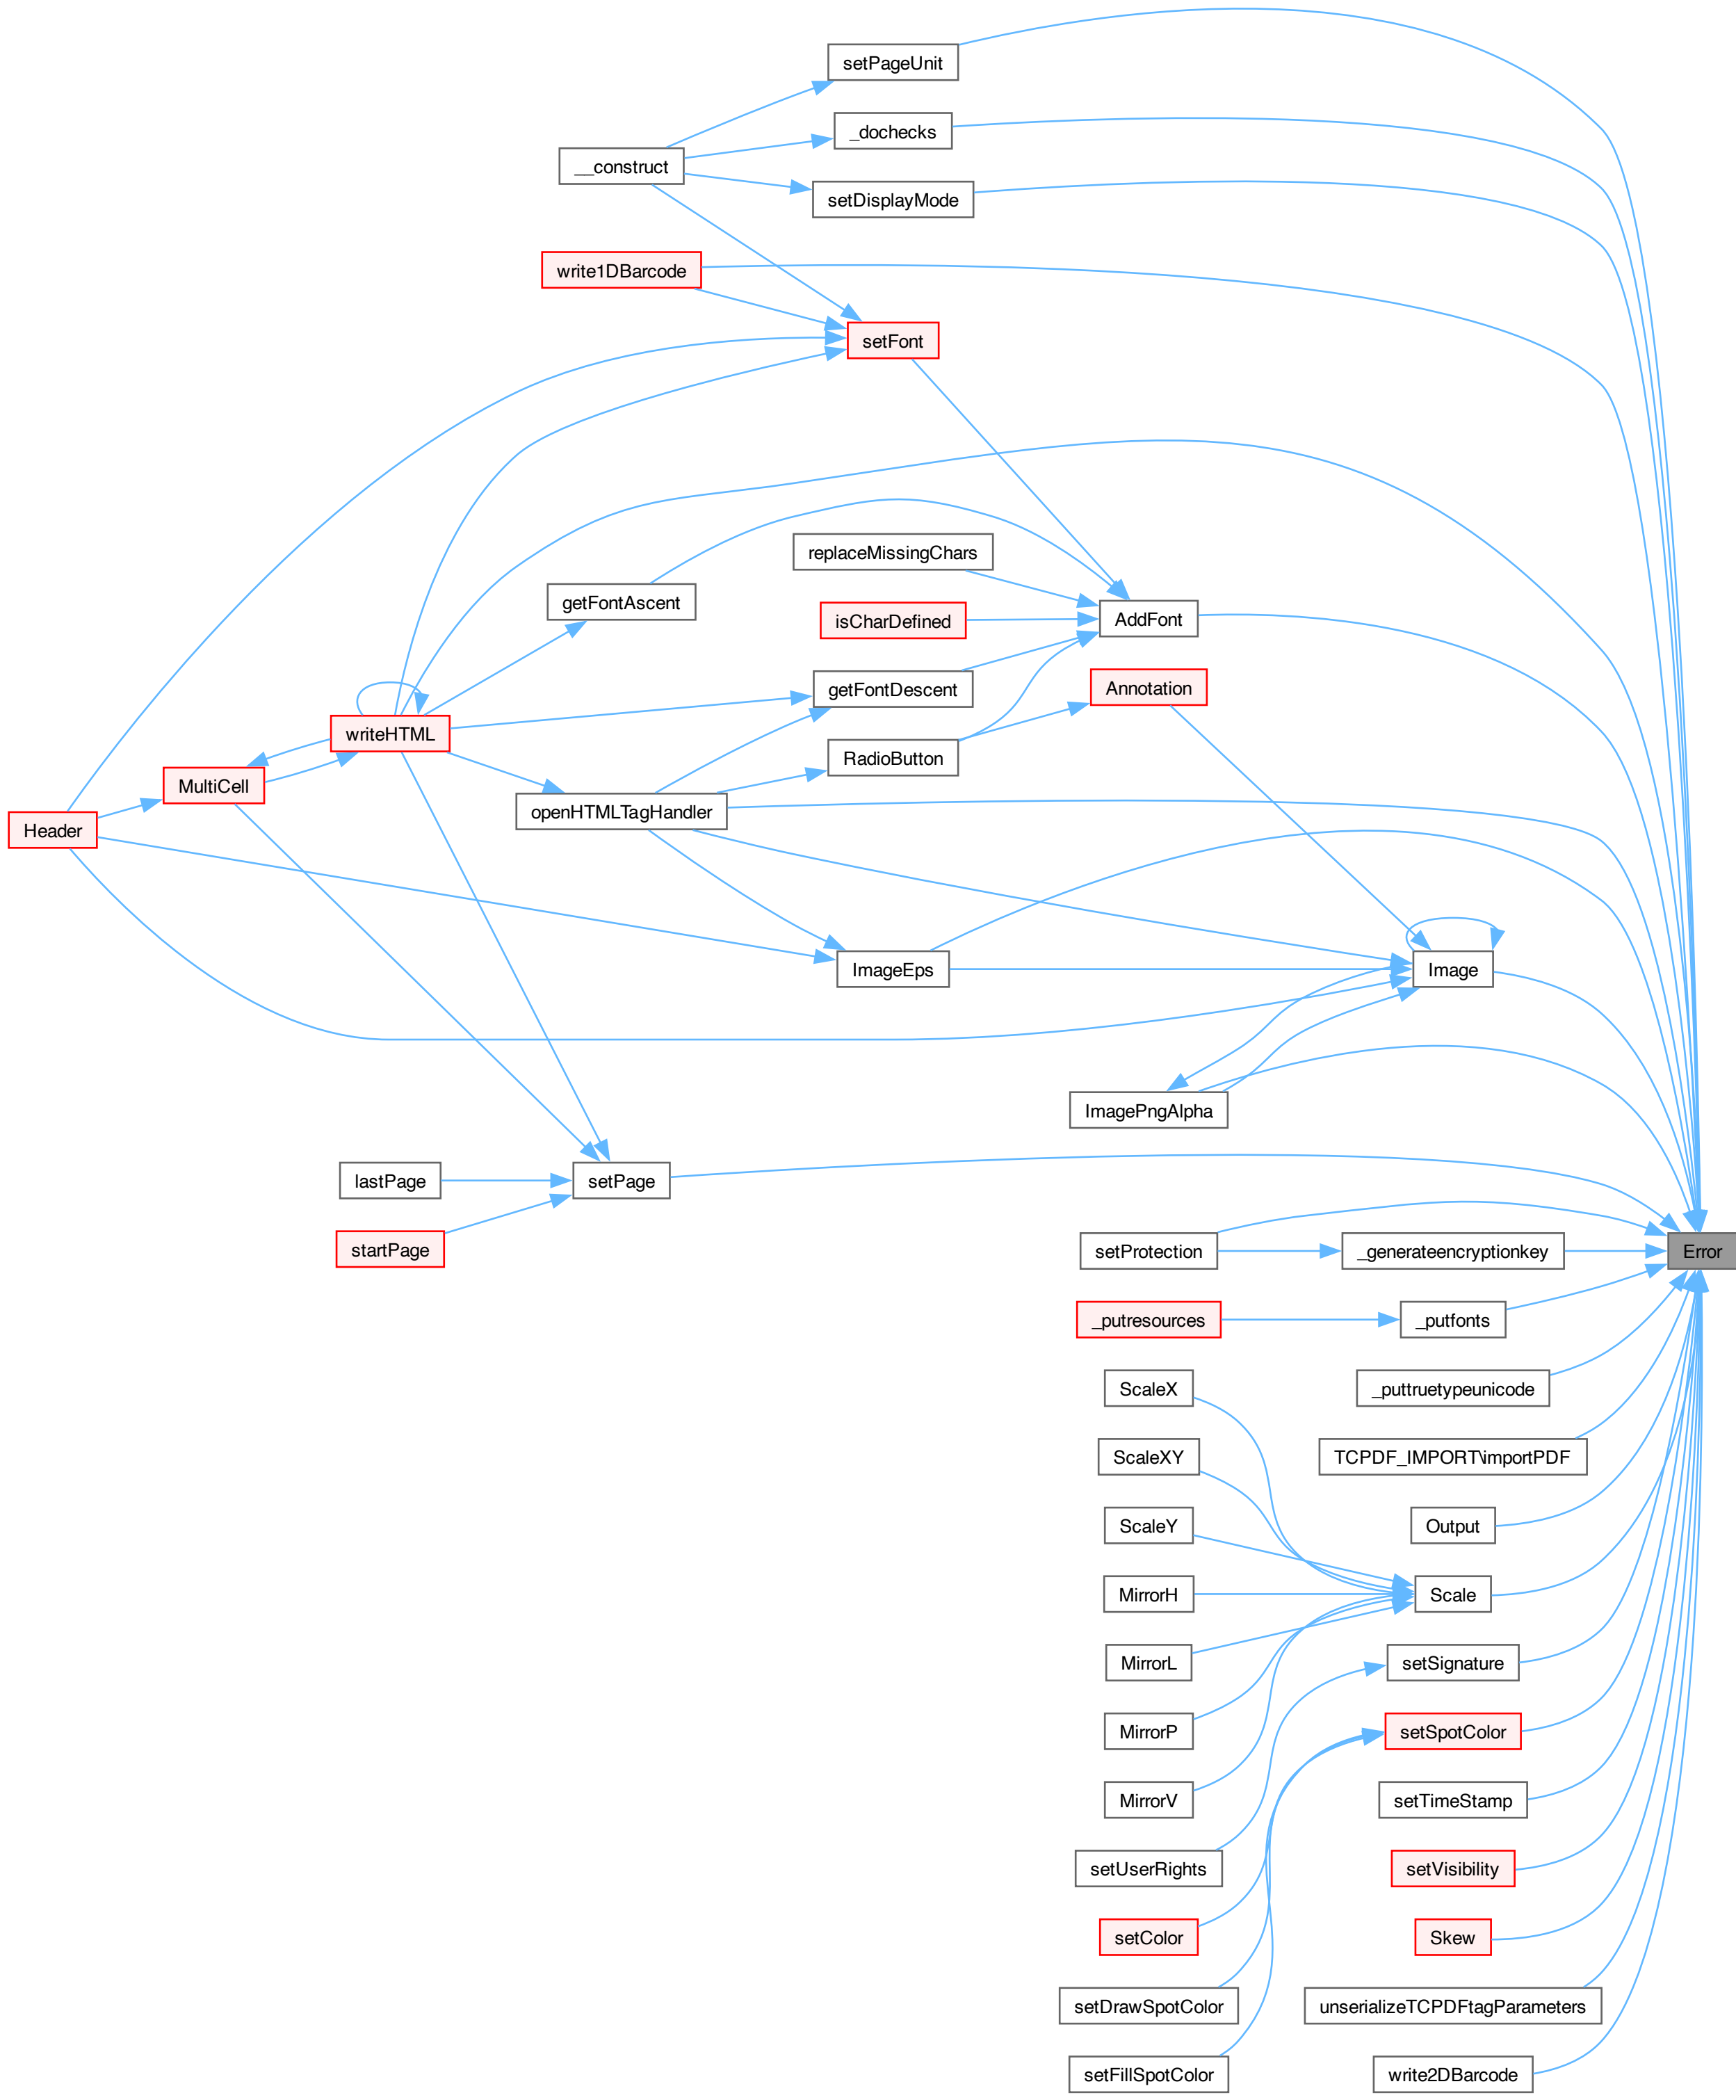 setPageUnit
_dochecks
__construct
setDisplayMode
write1DBarcode
setFont
replaceMissingChars
getFontAscent
isCharDefined
AddFont
getFontDescent
Annotation
writeHTML
RadioButton
MultiCell
openHTMLTagHandler
Header
ImageEps
Image
ImagePngAlpha
lastPage
setPage
startPage
setProtection
_generateencryptionkey
Error
_putresources
_putfonts
ScaleX
_puttruetypeunicode
ScaleXY
TCPDF_IMPORT\importPDF
ScaleY
Output
MirrorH
Scale
MirrorL
setSignature
MirrorP
setSpotColor
MirrorV
setTimeStamp
setUserRights
setVisibility
setColor
Skew
setDrawSpotColor
unserializeTCPDFtagParameters
setFillSpotColor
write2DBarcode